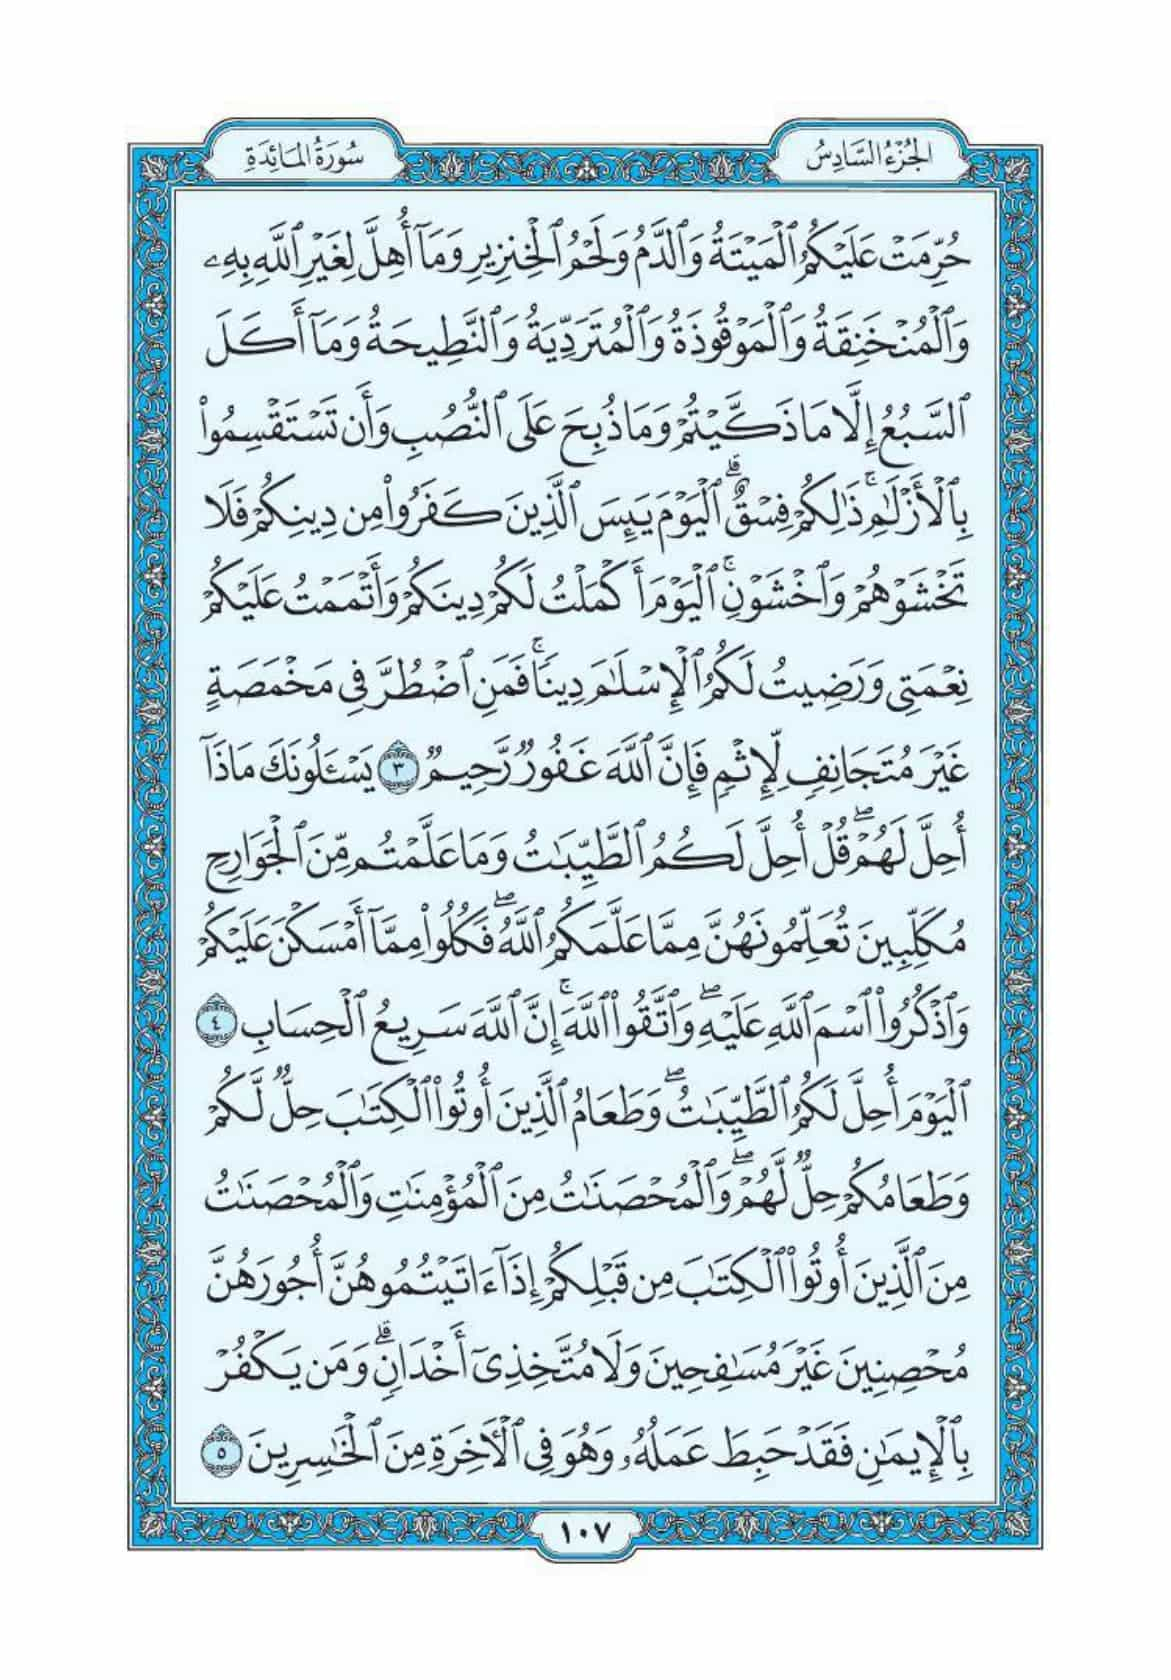 الجُزْءُ السَّادِسُ
سُورَةُ المَائِدَةِ
حُرِّمَتْ عَلَيْكُمُ ٱلْمَيْتَةُ وَٱلدَّمُ وَلَحْمُ ٱلْخِنزِيرِ وَمَآ أُهِلَّ لِغَيْرِ ٱللَّهِ بِهِۦ
وَٱلْمُنْخَنِقَةُ وَٱلْمَوْقُوذَةُ وَٱلْمُتَرَدِّيَةُ وَٱلنَّطِيحَةُ وَمَآ أَكَلَ
ٱلسَّبُعُ إِلَّا مَا ذَكَّيْتُمْ وَمَا ذُبِحَ عَلَى ٱلنُّصُبِ وَأَن تَسْتَقْسِمُوا۟
بِٱلْأَزْلَٰمِ ۚ ذَٰلِكُمْ فِسْقٌ ۗ ٱلْيَوْمَ يَئِسَ ٱلَّذِينَ كَفَرُوا۟ مِن دِينِكُمْ فَلَا
تَخْشَوْهُمْ وَٱخْشَوْنِ ۚ ٱلْيَوْمَ أَكْمَلْتُ لَكُمْ دِينَكُمْ وَأَتْمَمْتُ عَلَيْكُمْ
نِعْمَتِى وَرَضِيتُ لَكُمُ ٱلْإِسْلَٰمَ دِينًا ۚ فَمَنِ ٱضْطُرَّ فِى مَخْمَصَةٍ
غَيْرَ مُتَجَانِفٍ لِّإِثْمٍ فَإِنَّ ٱللَّهَ غَفُورٌ رَّحِيمٌ ٣ يَسْـَٔلُونَكَ مَاذَآ
أُحِلَّ لَهُمْ ۖ قُلْ أُحِلَّ لَكُمُ ٱلطَّيِّبَٰتُ وَمَا عَلَّمْتُم مِّنَ ٱلْجَوَارِحِ
مُكَلِّبِينَ تُعَلِّمُونَهُنَّ مِمَّا عَلَّمَكُمُ ٱللَّهُ ۖ فَكُلُوا۟ مِمَّآ أَمْسَكْنَ عَلَيْكُمْ
وَٱذْكُرُوا۟ ٱسْمَ ٱللَّهِ عَلَيْهِ ۖ وَٱتَّقُوا۟ ٱللَّهَ ۚ إِنَّ ٱللَّهَ سَرِيعُ ٱلْحِسَابِ ٤
ٱلْيَوْمَ أُحِلَّ لَكُمُ ٱلطَّيِّبَٰتُ ۖ وَطَعَامُ ٱلَّذِينَ أُوتُوا۟ ٱلْكِتَٰبَ حِلٌّ لَّكُمْ
وَطَعَامُكُمْ حِلٌّ لَّهُمْ ۖ وَٱلْمُحْصَنَٰتُ مِنَ ٱلْمُؤْمِنَٰتِ وَٱلْمُحْصَنَٰتُ
مِنَ ٱلَّذِينَ أُوتُوا۟ ٱلْكِتَٰبَ مِن قَبْلِكُمْ إِذَآ ءَاتَيْتُمُوهُنَّ أُجُورَهُنَّ
مُحْصِنِينَ غَيْرَ مُسَٰفِحِينَ وَلَا مُتَّخِذِىٓ أَخْدَانٍ ۗ وَمَن يَكْفُرْ
بِٱلْإِيمَٰنِ فَقَدْ حَبِطَ عَمَلُهُۥ وَهُوَ فِى ٱلْـَٔاخِرَةِ مِنَ ٱلْخَٰسِرِينَ ٥
١٠٧